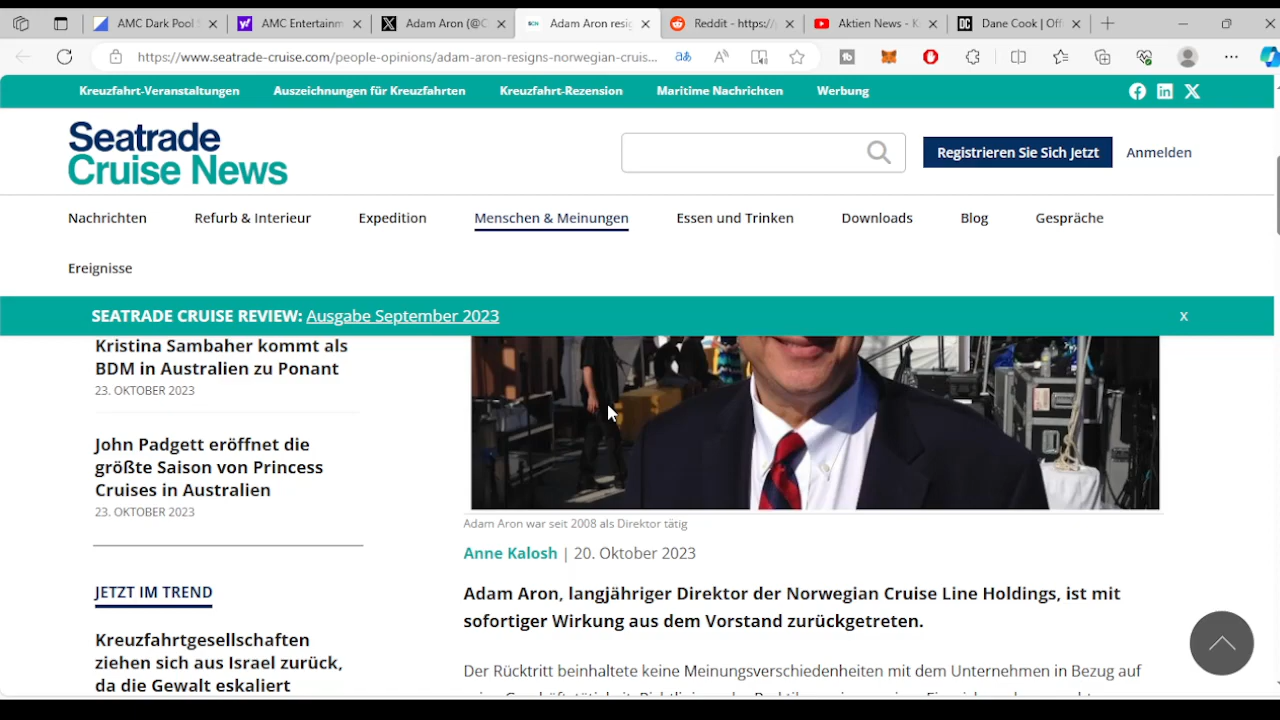 AMC Dark Pool
AMC Entertainm
Adam Aron (@C
Adam Aron resig
Reddit - https://
Aktien News - K
Dane Cook | Off
https://www.seatrade-cruise.com/people-opinions/adam-aron-resigns-norwegian-cruis...
Kreuzfahrt-Veranstaltungen
Auszeichnungen für Kreuzfahrten
Kreuzfahrt-Rezension
Maritime Nachrichten
Werbung
Seatrade
Cruise News
Registrieren Sie Sich Jetzt
Anmelden
Nachrichten
Refurb & Interieur
Expedition
Menschen & Meinungen
Essen und Trinken
Downloads
Blog
Gespräche
Ereignisse
SEATRADE CRUISE REVIEW: Ausgabe September 2023
x
Kristina Sambaher kommt als
BDM in Australien zu Ponant
23. OKTOBER 2023
John Padgett eröffnet die
größte Saison von Princess
Cruises in Australien
23. OKTOBER 2023
JETZT IM TREND
Kreuzfahrtgesellschaften
ziehen sich aus Israel zurück,
da die Gewalt eskaliert
Adam Aron war seit 2008 als Direktor tätig
Anne Kalosh | 20. Oktober 2023
Adam Aron, langjähriger Direktor der Norwegian Cruise Line Holdings, ist mit
sofortiger Wirkung aus dem Vorstand zurückgetreten.
Der Rücktritt beinhaltete keine Meinungsverschiedenheiten mit dem Unternehmen in Bezug auf